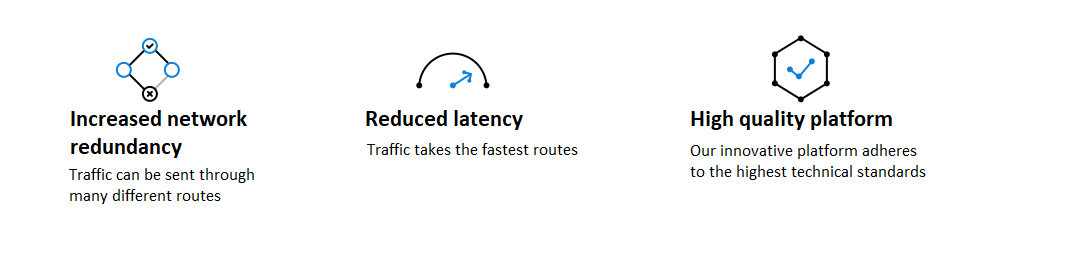 Increased network
redundancy
Traffic can be sent through
many different routes
Reduced latency
Traffic takes the fastest routes
High quality platform
Our innovative platform adheres
to the highest technical standards